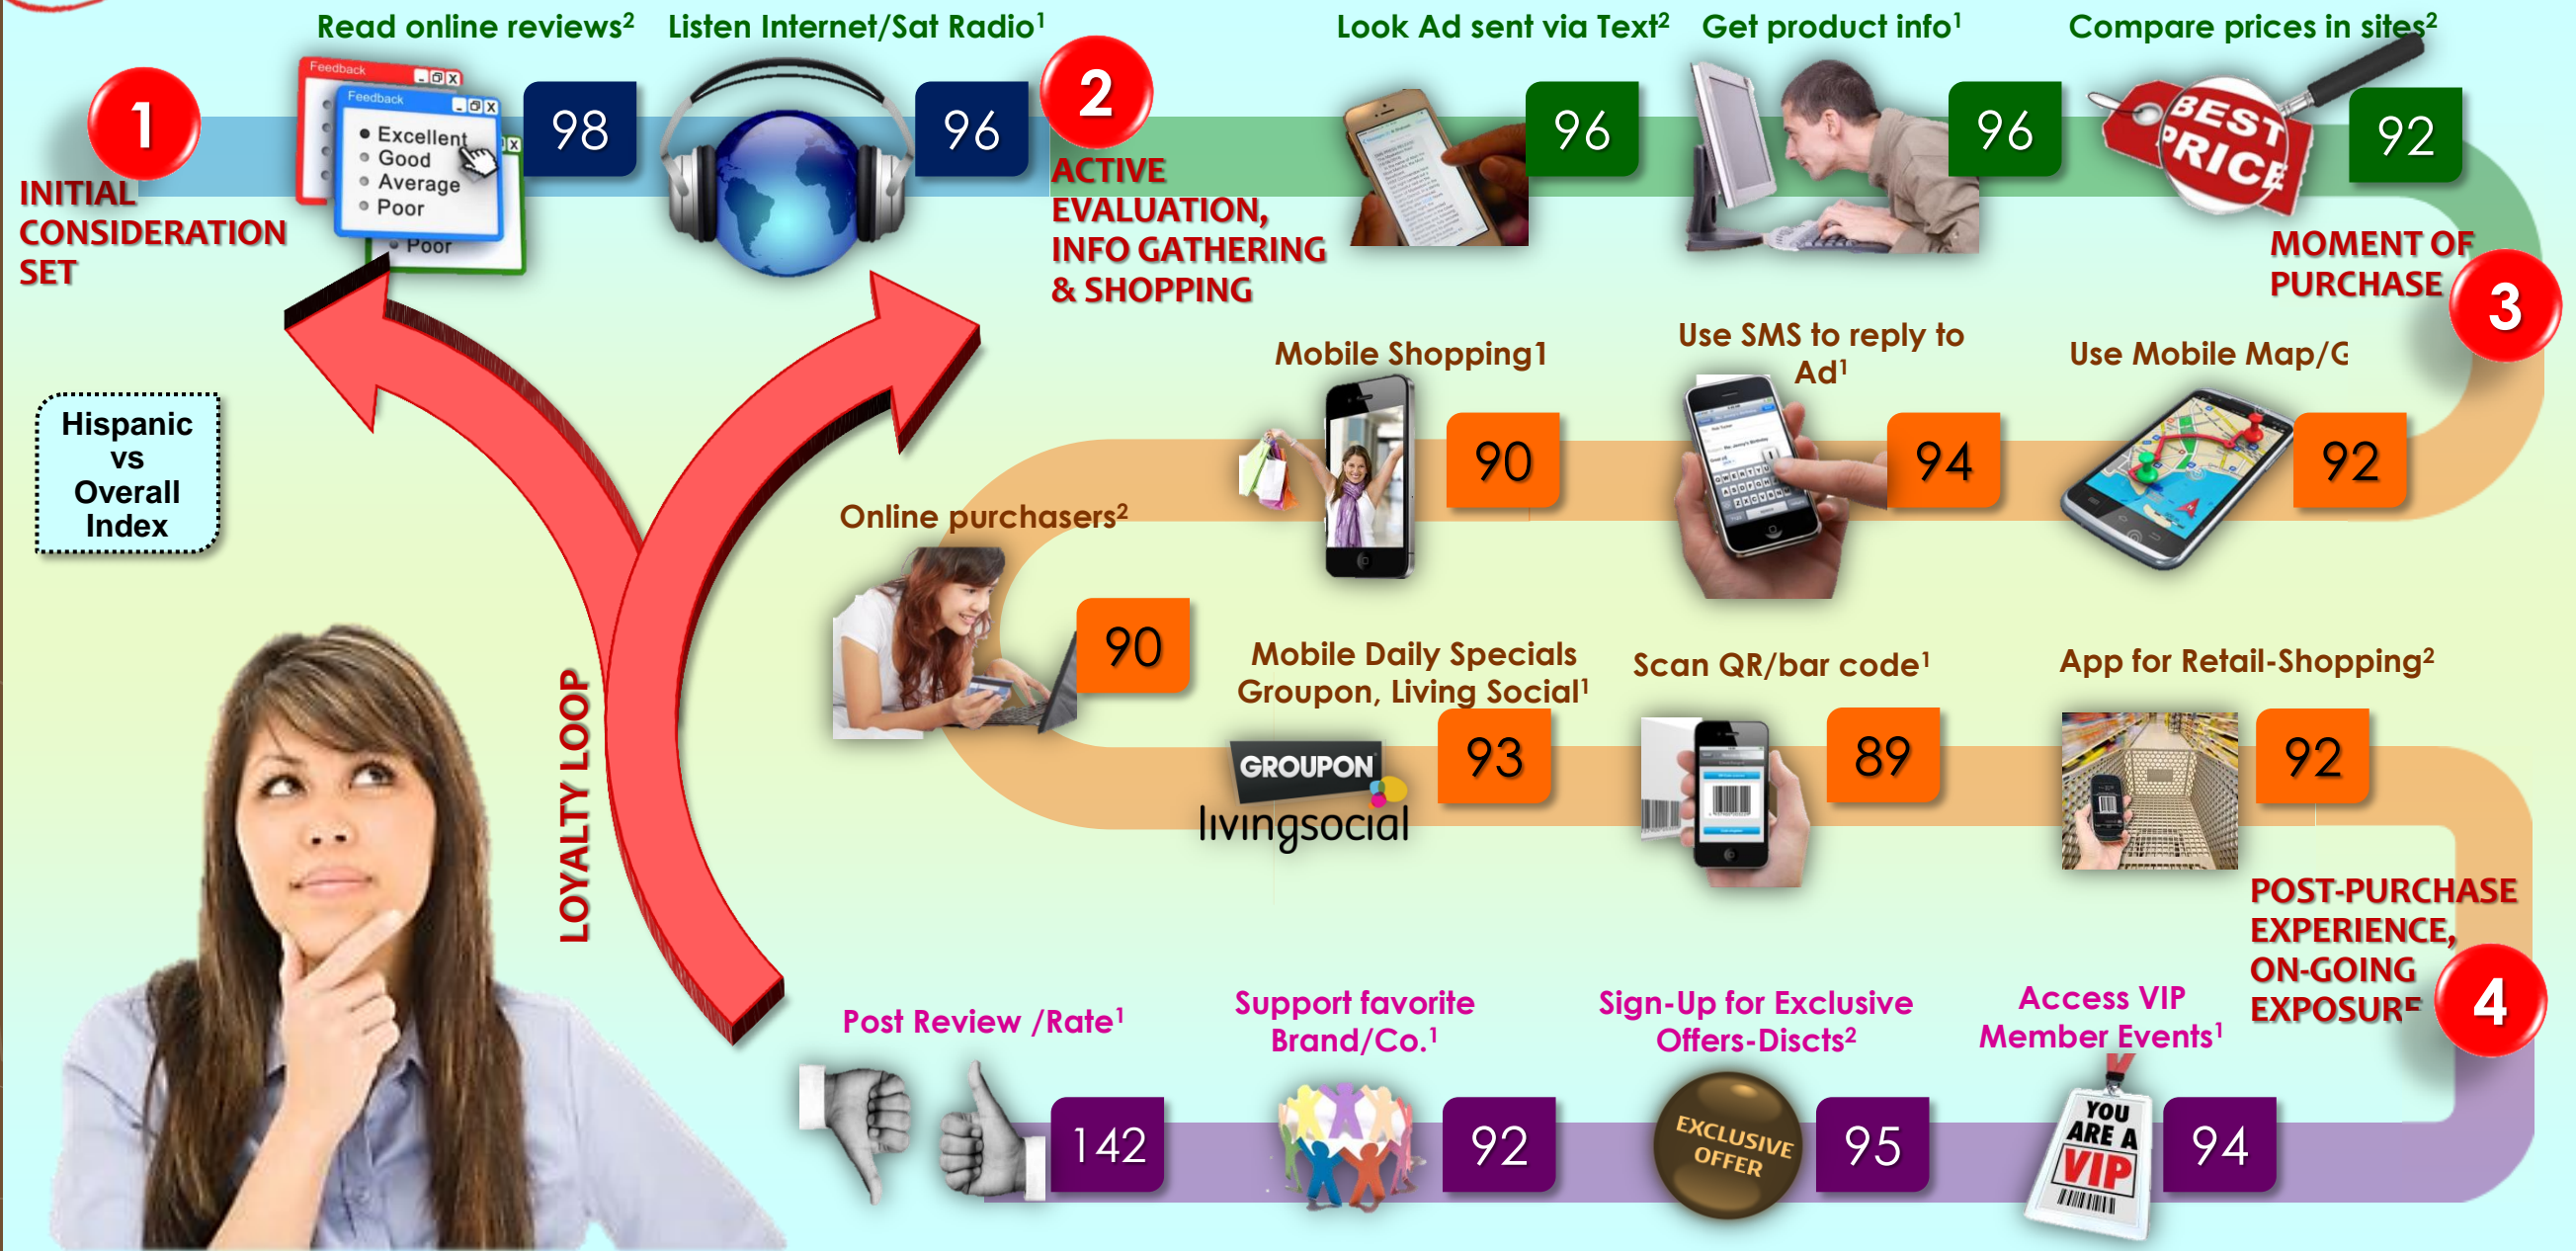 Read online reviews²
Listen Internet/Sat Radio¹
Look Ad sent via Text²
Get product info¹
Compare prices in sites²
1
Feedback
Feedback
Excellent
Good
Average
Poor
Poor
98
96
2
96
96
BEST
PRICE
92
INITIAL
CONSIDERATION
SET
ACTIVE
EVALUATION,
INFO GATHERING
& SHOPPING
MOMENT OF
PURCHASE
3
Hispanic
vs
Overall
Index
Mobile Shopping1
90
Use SMS to reply to
Ad¹
94
Use Mobile Map/G
92
Online purchasers²
90
Mobile Daily Specials
Groupon, Living Social¹
GROUPON
livingsocial
93
Scan QR/bar code¹
89
App for Retail-Shopping²
92
LOYALTY LOOP
POST-PURCHASE
EXPERIENCE,
ON-GOING
EXPOSURE
4
Post Review /Rate¹
142
Support favorite
Brand/Co.¹
92
Sign-Up for Exclusive
Offers-Discts²
EXCLUSIVE
OFFER
95
Access VIP
Member Events¹
YOU
ARE A
VIP
94